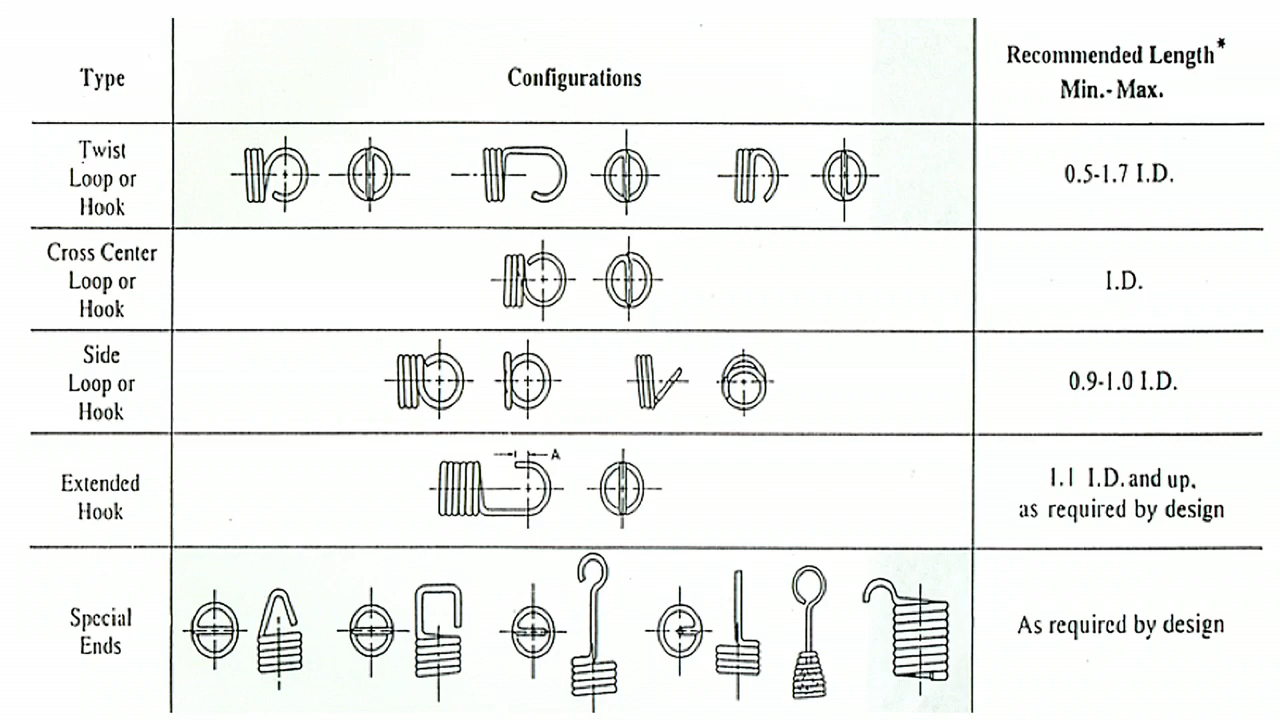 Type
Configurations
Recommended Length*
Min.-Max.
Twist
Loop or
Hook
0.5-1.7 I.D.
Cross Center
Loop or
Hook
I.D.
Side
Loop or
Hook
0.9-1.0 I.D.
A
Extended
Hook
1.1 I.D. and up,
as required by design
Special
Ends
As required by design